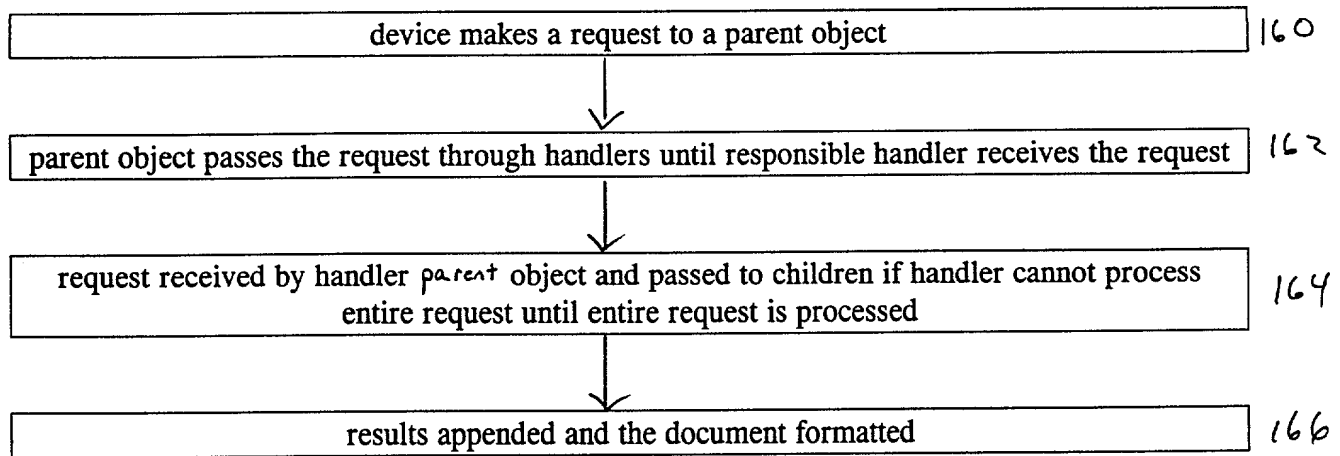 device makes a request to a parent object 160
parent object passes the request through handlers until responsible handler receives the request 162
request received by handler parent object and passed to children if handler cannot process
entire request until entire request is processed
164
results appended and the document formatted 166